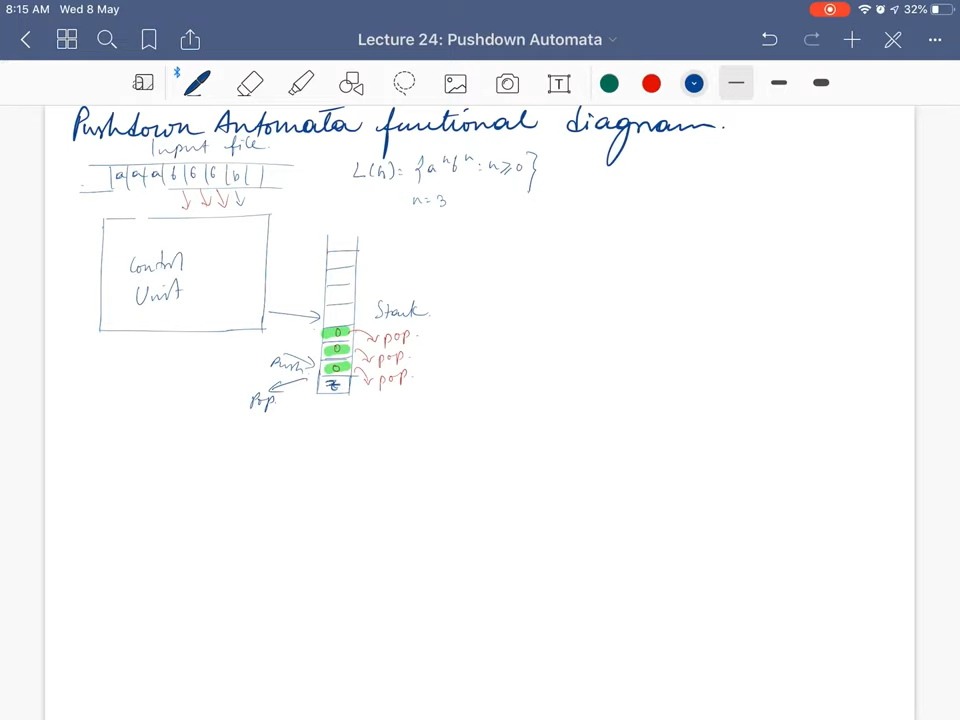 8:15 AM Wed 8 May
32%
Lecture 24: Pushdown Automata
Pushdown Automata functional diagram.
Input file.
a a a b b b b
L(h) = { aⁿbⁿ : n ≥ 0 }
n = 3
Control
Unit
Stack.
0 pop.
0 pop.
Push
0 pop.
z
Pop.